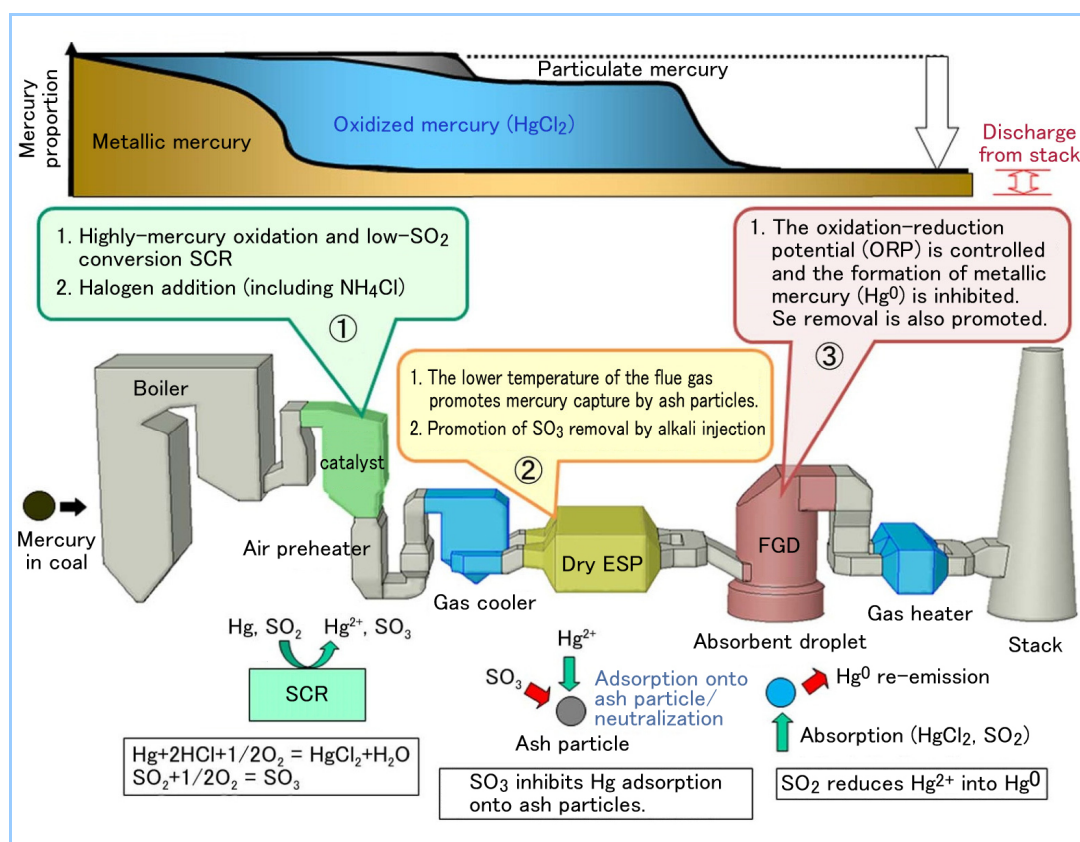 Mercury
proportion
Particulate mercury
Oxidized mercury (HgCl2)
Metallic mercury
Discharge
from stack
1. Highly-mercury oxidation and low-SO2
conversion SCR
2. Halogen addition (including NH4Cl)
①
1. The lower temperature of the flue gas
promotes mercury capture by ash particles.
2. Promotion of SO3 removal by alkali injection
②
1. The oxidation-reduction
potential (ORP) is controlled
and the formation of metallic
mercury (Hg0) is inhibited.
Se removal is also promoted.
③
Boiler
catalyst
Mercury
in coal
Air preheater
Gas cooler
Dry ESP
FGD
Absorbent droplet
Gas heater
Stack
Hg, SO2
Hg2+, SO3
SCR
Hg+2HCl+1/2O2 = HgCl2+H2O
SO2+1/2O2 = SO3
Hg2+
SO3
Adsorption onto
ash particle/
neutralization
Ash particle
SO3 inhibits Hg adsorption
onto ash particles.
Hg0 re-emission
Absorption (HgCl2, SO2)
SO2 reduces Hg2+ into Hg0